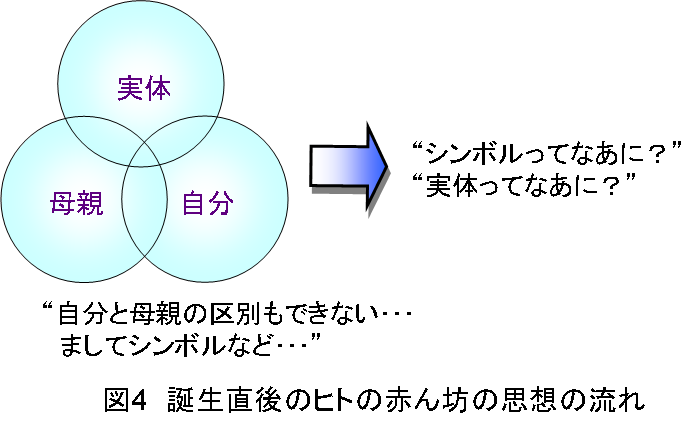 実体
母親
自分
“シンボルってなあに？”
“実体ってなあに？”
“自分と母親の区別もできない･･･
ましてシンボルなど･･･”
図4　誕生直後のヒトの赤ん坊の思想の流れ